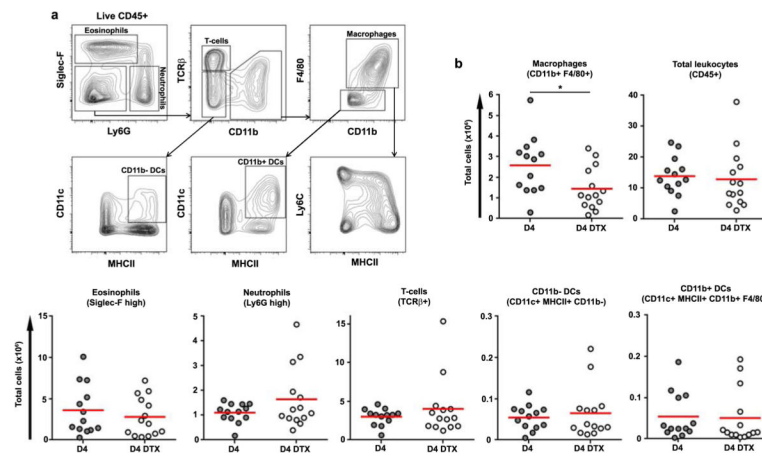 a
Live CD45+
Eosinophils
Siglec-F
Neutrophils
Ly6G
T-cells
TCRβ
CD11b
Macrophages
F4/80
CD11b
CD11b- DCs
CD11c
MHCII
CD11b+ DCs
CD11c
MHCII
Ly6C
MHCII
b
Macrophages
(CD11b+ F4/80+)
*
Total cells (x10⁶)
6
5
4
3
2
1
0
D4 D4 DTX
Total leukocytes
(CD45+)
40
30
20
10
0
D4 D4 DTX
Eosinophils
(Siglec-F high)
Total cells (x10⁶)
15
10
5
0
D4 D4 DTX
Neutrophils
(Ly6G high)
5
4
3
2
1
0
D4 D4 DTX
T-cells
(TCRβ+)
15
10
5
0
D4 D4 DTX
CD11b- DCs
(CD11c+ MHCII+ CD11b-)
0.3
0.2
0.1
0
D4 D4 DTX
CD11b+ DCs
(CD11c+ MHCII+ CD11b+ F4/80
0.3
0.2
0.1
0
D4 D4 DTX